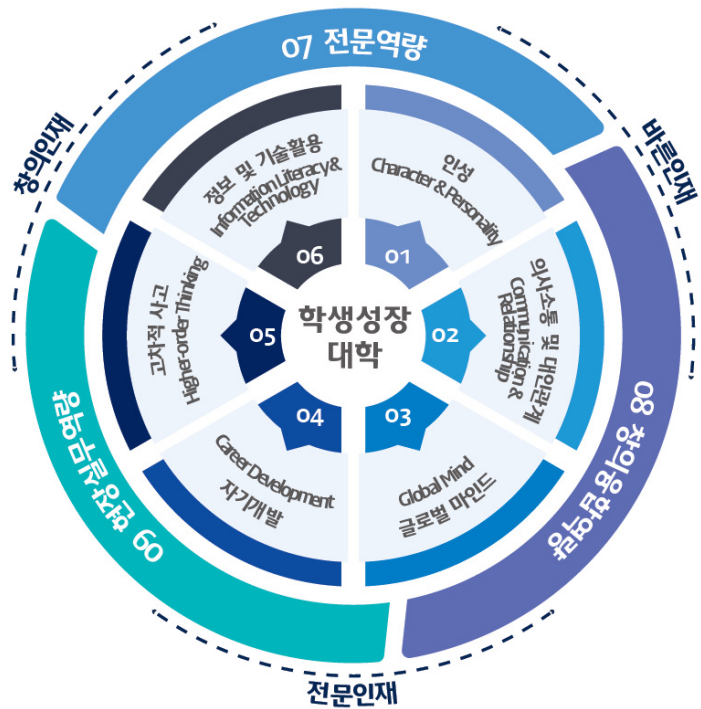 07 전문역량
창의인재
바른인재
정보 및 기술활용
Information Literacy &
Technology
06
인성
Character & Personality
01
의사소통 및 대인관계
Communication &
Relationship
02
학생성장
대학
고차적 사고
Higher-order Thinking
05
04
Career Development
자기개발
03
Global Mind
글로벌 마인드
08 창의융합역량
09 현장실무역량
전문인재